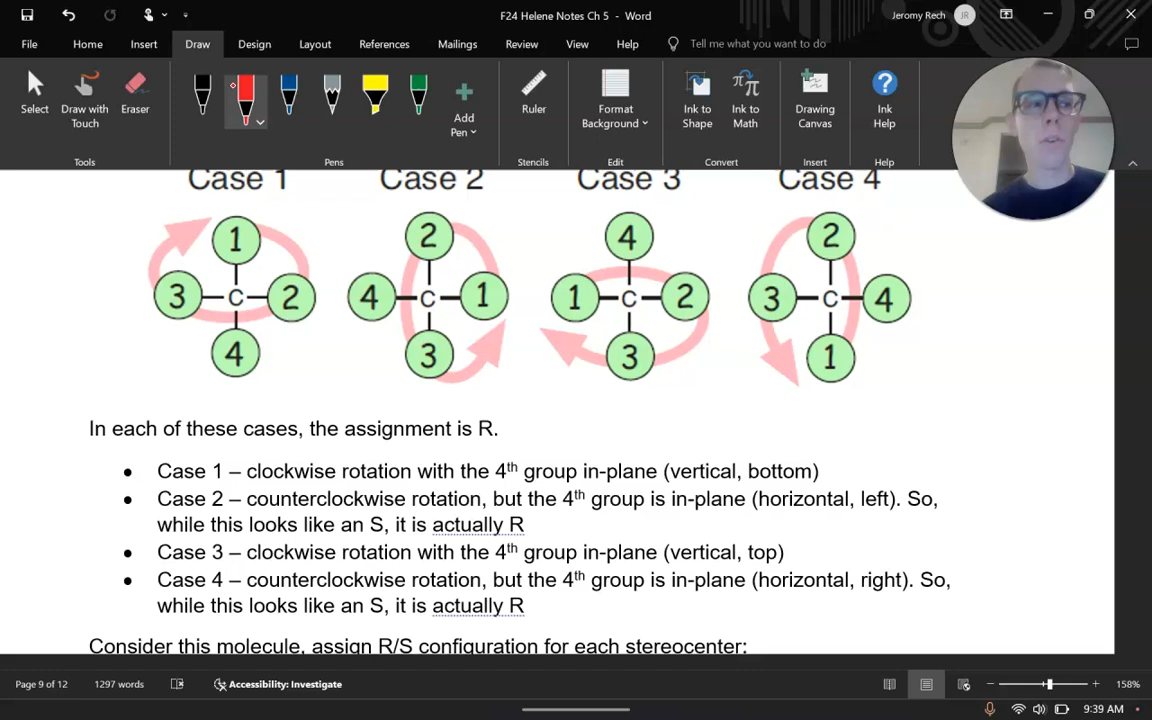 F24 Helene Notes Ch 5 - Word
Jeromy Rech
JR
File Home Insert Draw Design Layout References Mailings Review View Help Tell me what you want to do
Select
Draw with Touch
Eraser
Add Pen
Ruler
Format Background
Ink to Shape
Ink to Math
Drawing Canvas
Ink Help
Tools Pens Stencils Edit Convert Insert Help
Case 1 Case 2 Case 3 Case 4
1 2 4 2
3 C 2 4 C 1 1 C 2 3 C 4
4 3 3 1
In each of these cases, the assignment is R.
• Case 1 – clockwise rotation with the 4th group in-plane (vertical, bottom)
• Case 2 – counterclockwise rotation, but the 4th group is in-plane (horizontal, left). So,
while this looks like an S, it is actually R
• Case 3 – clockwise rotation with the 4th group in-plane (vertical, top)
• Case 4 – counterclockwise rotation, but the 4th group is in-plane (horizontal, right). So,
while this looks like an S, it is actually R
Consider this molecule, assign R/S configuration for each stereocenter:
Page 9 of 12 1297 words Accessibility: Investigate 158%
9:39 AM